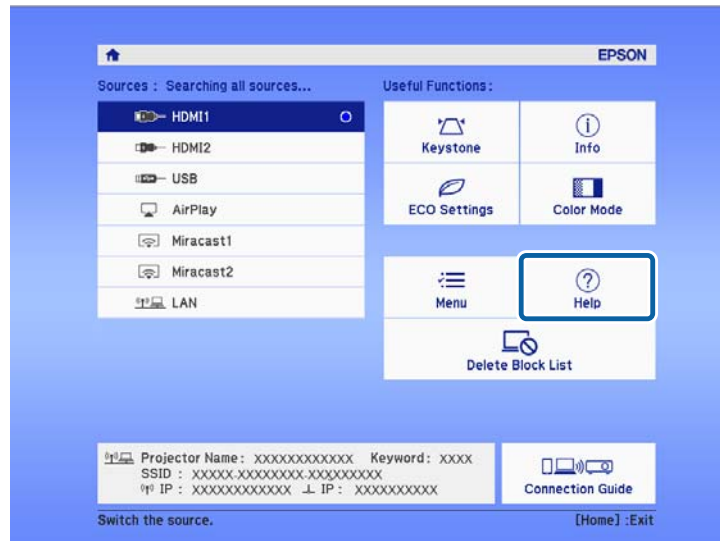 EPSON
Sources : Searching all sources...
HDMI1
HDMI2
USB
AirPlay
Miracast1
Miracast2
LAN
Useful Functions:
Keystone
Info
ECO Settings
Color Mode
Menu
Help
Delete Block List
Projector Name: XXXXXXXXXXXX Keyword: XXXX
SSID : XXXXX-XXXXXXXX-XXXXXXXX
IP : XXXXXXXXXXXX IP : XXXXXXXXXX
Connection Guide
Switch the source.
[Home] :Exit